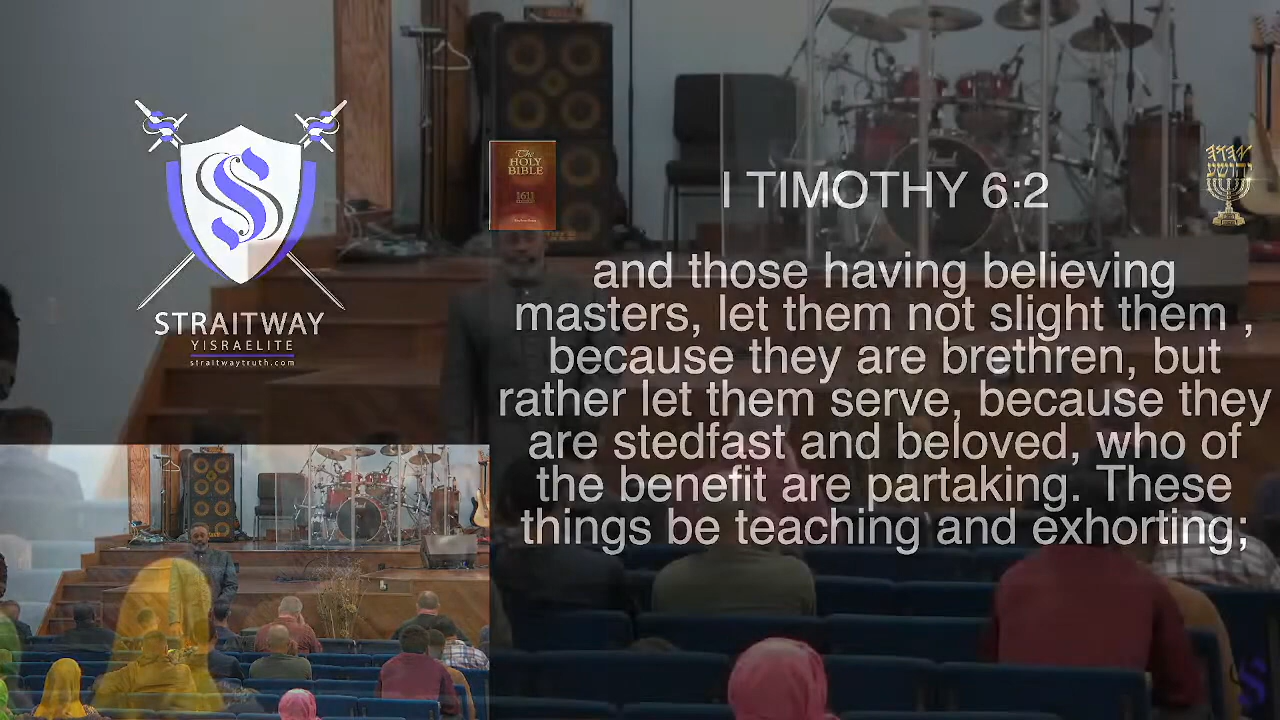 STRAITWAY
YISRAELITE
straitwaytruth.com
The
HOLY
BIBLE
1611
I TIMOTHY 6:2
and those having believing
masters, let them not slight them ,
because they are brethren, but
rather let them serve, because they
are stedfast and beloved, who of
the benefit are partaking. These
things be teaching and exhorting;
יהושע